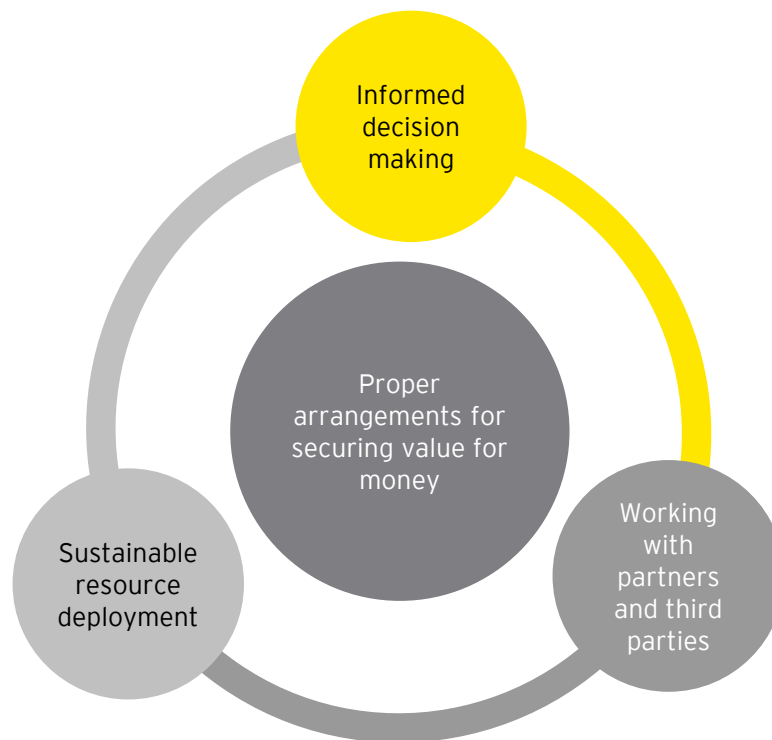 Informed
decision
making
Proper
arrangements for
securing value for
money
Sustainable
resource
deployment
Working
with
partners
and third
parties